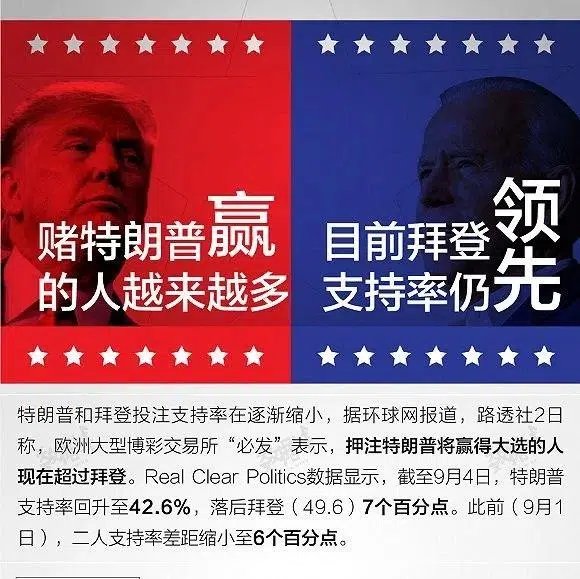 赌特朗普赢
的人越来越多
目前拜登领先
支持率仍
特朗普和拜登投注支持率在逐渐缩小，据环球网报道，路透社2日
称，欧洲大型博彩交易所“必发”表示，押注特朗普将赢得大选的人
现在超过拜登。Real Clear Politics数据显示，截至9月4日，特朗普
支持率回升至42.6%，落后拜登（49.6）7个百分点。此前（9月1
日），二人支持率差距缩小至6个百分点。